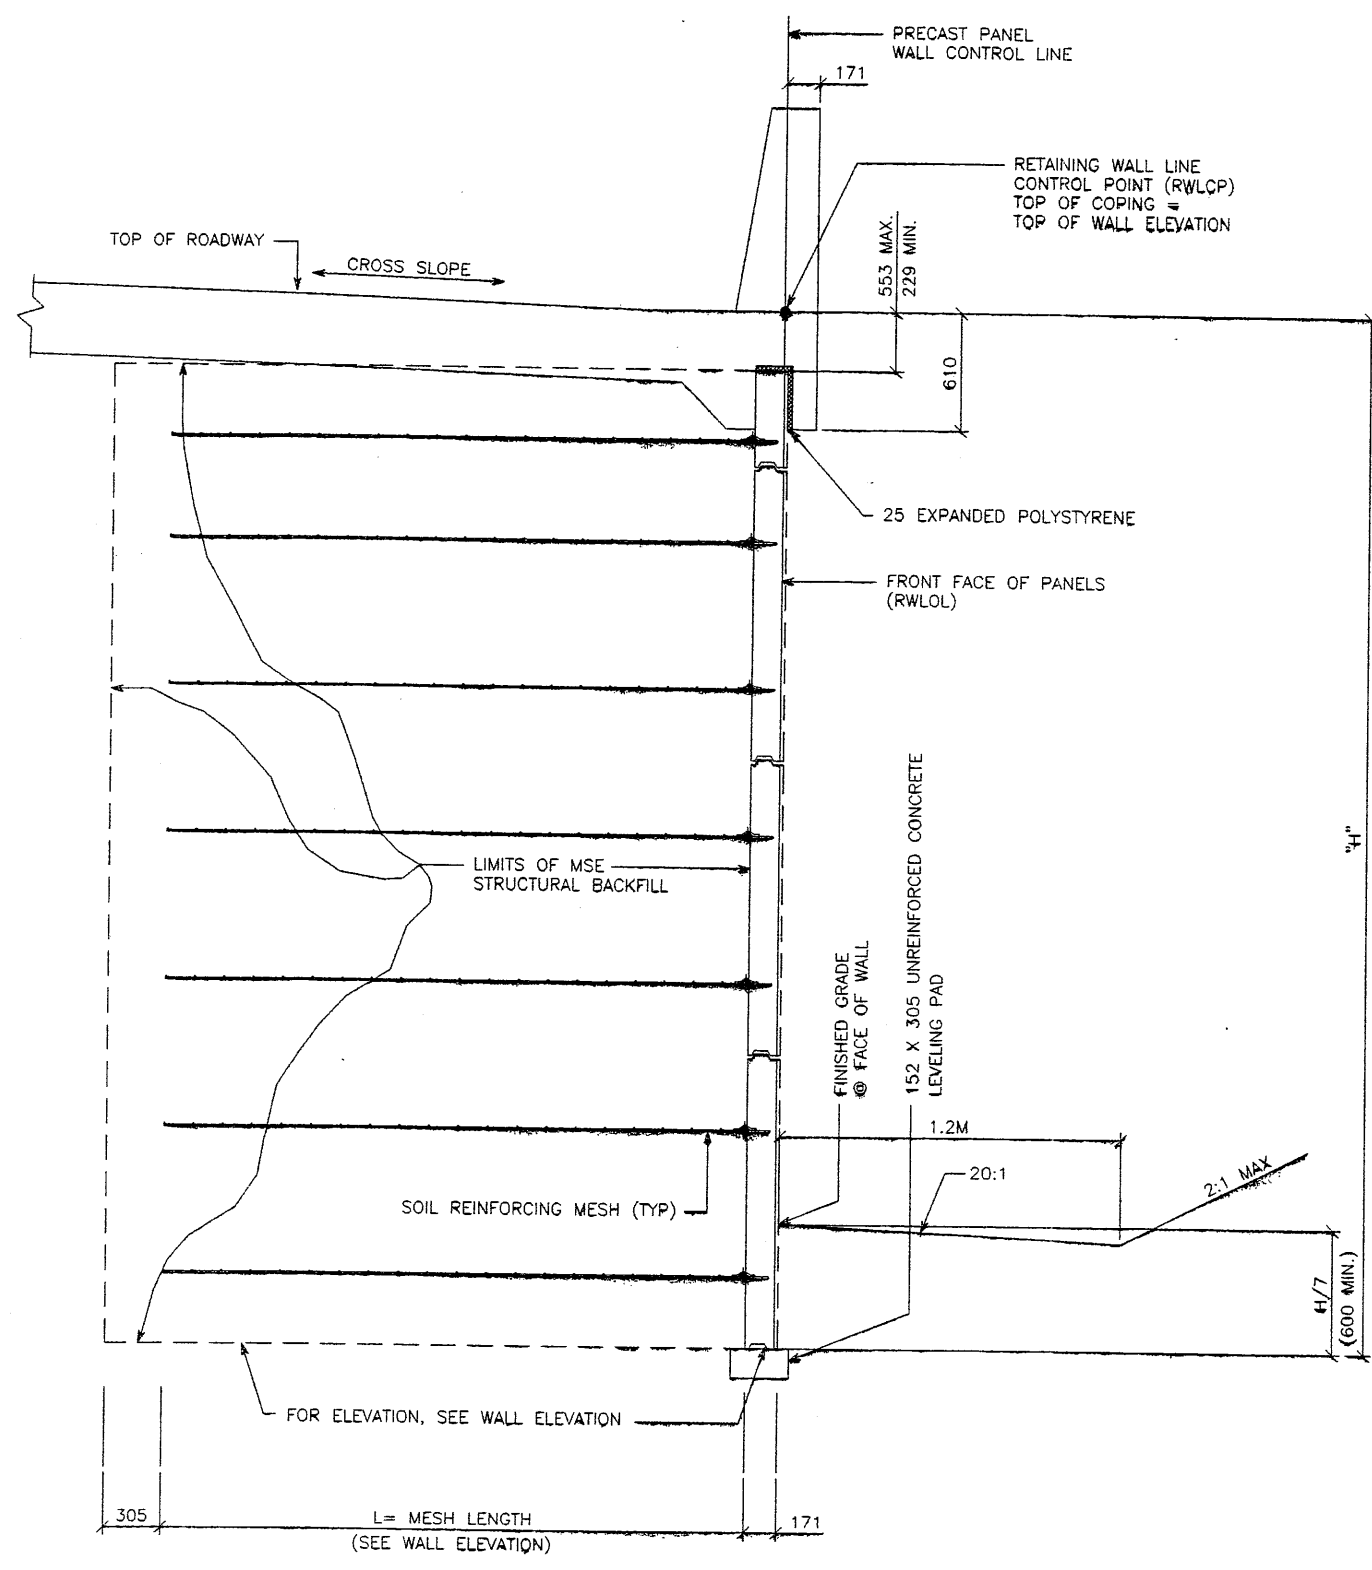 PRECAST PANEL
WALL CONTROL LINE
171
RETAINING WALL LINE
CONTROL POINT (RWLCP)
TOP OF COPING =
TOP OF WALL ELEVATION
TOP OF ROADWAY
CROSS SLOPE
553 MAX.
229 MIN.
610
25 EXPANDED POLYSTYRENE
FRONT FACE OF PANELS
(RWLOL)
"H"
LIMITS OF MSE
STRUCTURAL BACKFILL
FINISHED GRADE
@ FACE OF WALL
152 X 305 UNREINFORCED CONCRETE
LEVELING PAD
1.2M
20:1
2:1 MAX
SOIL REINFORCING MESH (TYP)
H/7
(600 MIN.)
FOR ELEVATION, SEE WALL ELEVATION
305
L= MESH LENGTH
(SEE WALL ELEVATION)
171